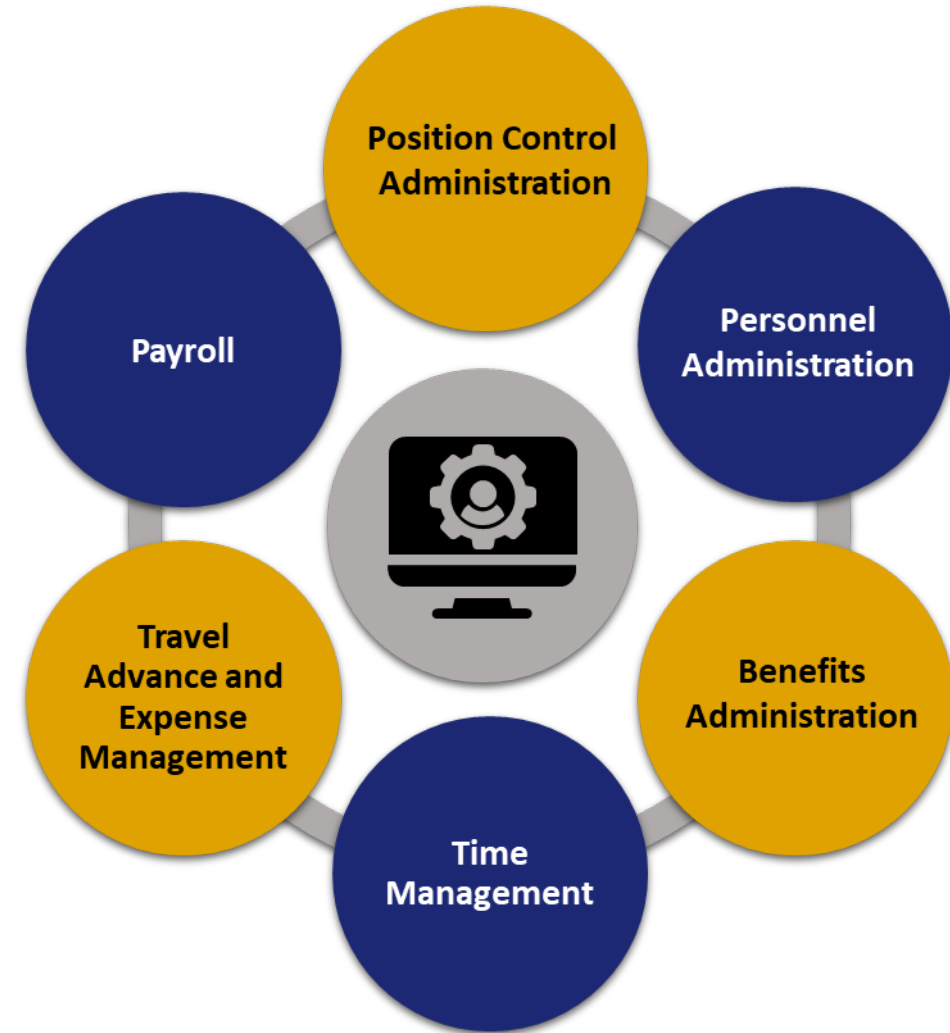 Position Control
Administration
Personnel
Administration
Benefits
Administration
Time
Management
Travel
Advance and
Expense
Management
Payroll